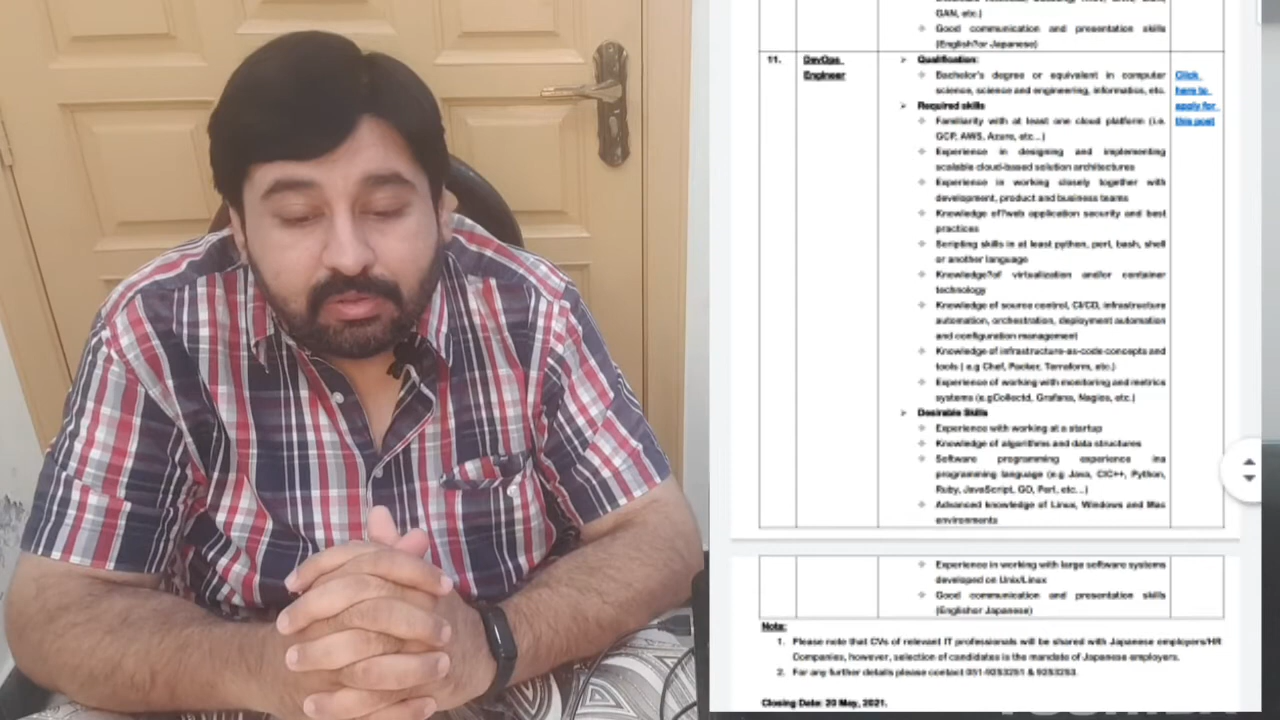 GAN, etc.)
Good communication and presentation skills
(English?or Japanese)
11.
DevOps
Engineer
Qualification:
Bachelor's degree or equivalent in computer
science, science and engineering, informatics, etc.
Required skills
Familiarity with at least one cloud platform (i.e.
GCP, AWS, Azure, etc...)
Experience in designing and implementing
scalable cloud-based solution architectures
Experience in working closely together with
development, product and business teams
Knowledge of?web application security and best
practices
Scripting skills in at least python, perl, bash, shell
or another language
Knowledge?of virtualization and/or container
technology
Knowledge of source control, CI/CD, infrastructure
automation, orchestration, deployment automation
and configuration management
Knowledge of infrastructure-as-code concepts and
tools ( e.g Chef, Packer, Terraform, etc.)
Experience of working with monitoring and metrics
systems (e.gCollectd, Grafana, Nagios, etc.)
Desirable Skills
Experience with working at a startup
Knowledge of algorithms and data structures
Software programming experience ina
programming language (e.g Java, C/C++, Python,
Ruby, JavaScript, GO, Perl, etc...)
Advanced knowledge of Linux, Windows and Mac
environments
Click
here to
apply for
this post
Experience in working with large software systems
developed on Unix/Linux
Good communication and presentation skills
(Englishor Japanese)
Note:
1. Please note that CVs of relevant IT professionals will be shared with Japanese employers/HR
Companies, however, selection of candidates is the mandate of Japanese employers.
2. For any further details please contact 051-9253251 & 9253253.
Closing Date: 20 May, 2021.